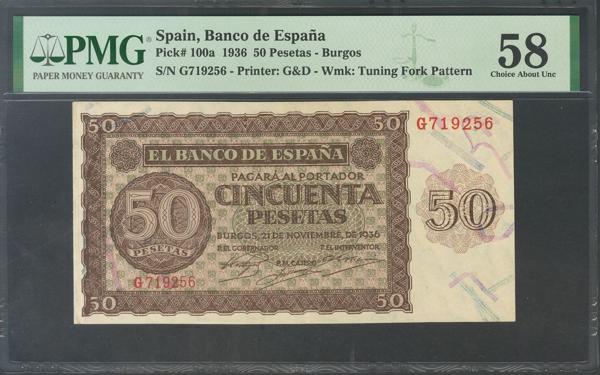 PMG
PAPER MONEY GUARANTY
Spain, Banco de España
Pick# 100a 1936 50 Pesetas - Burgos
S/N G719256 - Printer: G&D - Wmk: Tuning Fork Pattern
58
Choice About Unc
50
50
G719256
EL BANCO DE ESPAÑA
PAGARÁ AL PORTADOR
CINCUENTA
PESETAS
50
PESETAS
50
BURGOS, 21 DE NOVIEMBRE, DE 1936
P. EL GOBERNADOR
P. EL INTERVENTOR
P. EL CAJERO
G719256
50
50